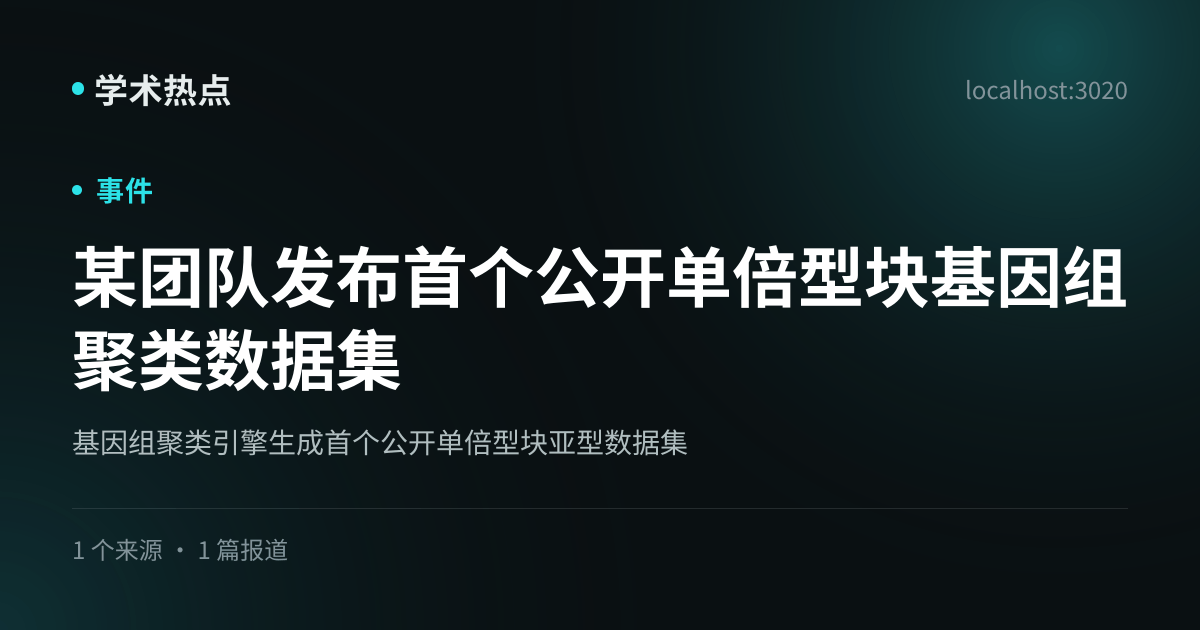 学术热点
localhost:3020
事件
某团队发布首个公开单倍型块基因组
聚类数据集
基因组聚类引擎生成首个公开单倍型块亚型数据集
1 个来源 · 1 篇报道